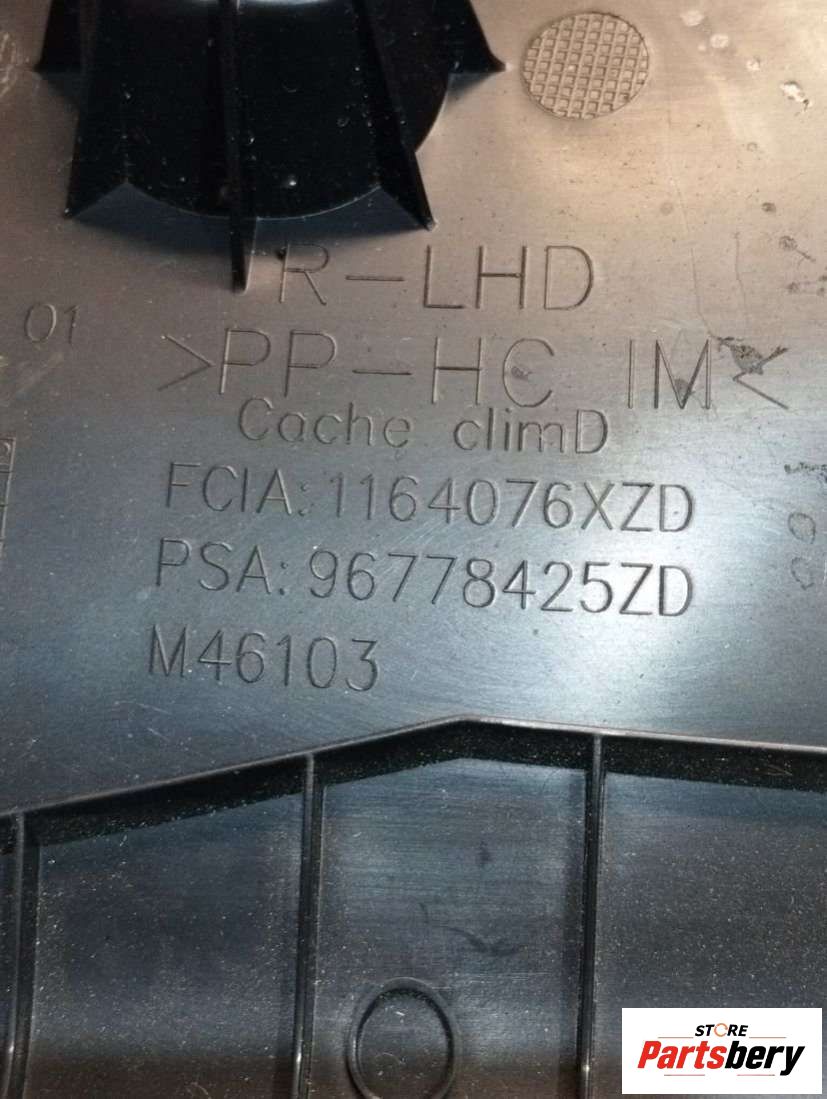 R-LHD
01
>PP-HC IM<
Cache climD
FCIA:1164076XZD
PSA:96778425ZD
M46103
STORE
Partsbery